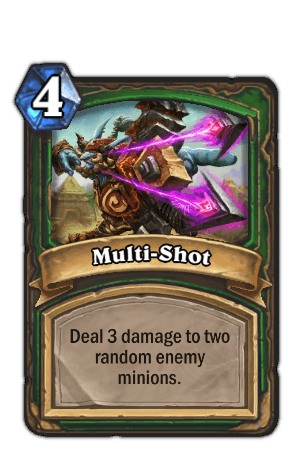 4
Multi-Shot
Deal 3 damage to two
random enemy
minions.